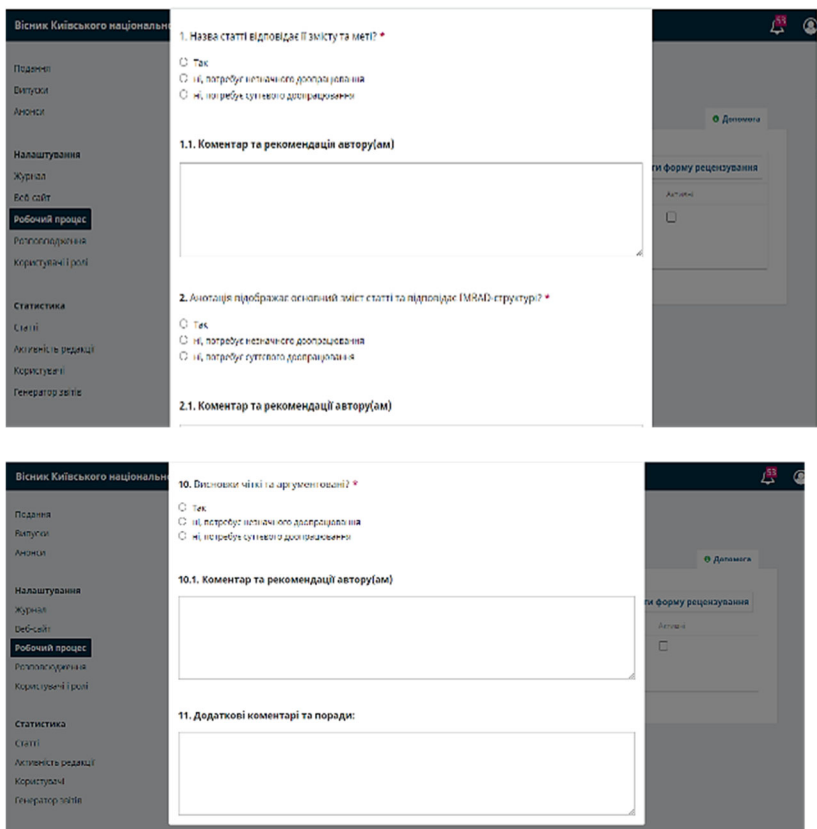 Вісник Київського національн
53
Подання
Випуски
Анонси
Налаштування
Журнал
Веб-сайт
Робочий процес
Розповсюдження
Користувачі і ролі
Статистика
Статті
Активність редакції
Користувачі
Генератор звітів
1. Назва статті відповідає її змісту та меті? *
Так
ні, потребує незначного доопрацювання
ні, потребує суттєвого доопрацювання
1.1. Коментар та рекомендація автору(ам)
2. Анотація відображає основний зміст статті та відповідає IMRAD-структурі? *
Так
ні, потребує незначного доопрацювання
ні, потребує суттєвого доопрацювання
2.1. Коментар та рекомендації автору(ам)
Допомога
ти форму рецензування
Активні
Вісник Київського національн
53
Подання
Випуски
Анонси
Налаштування
Журнал
Веб-сайт
Робочий процес
Розповсюдження
Користувачі і ролі
Статистика
Статті
Активність редакції
Користувачі
Генератор звітів
10. Висновки чіткі та аргументовані? *
Так
ні, потребує незначного доопрацювання
ні, потребує суттєвого доопрацювання
10.1. Коментар та рекомендації автору(ам)
11. Додаткові коментарі та поради:
Допомога
ти форму рецензування
Активні